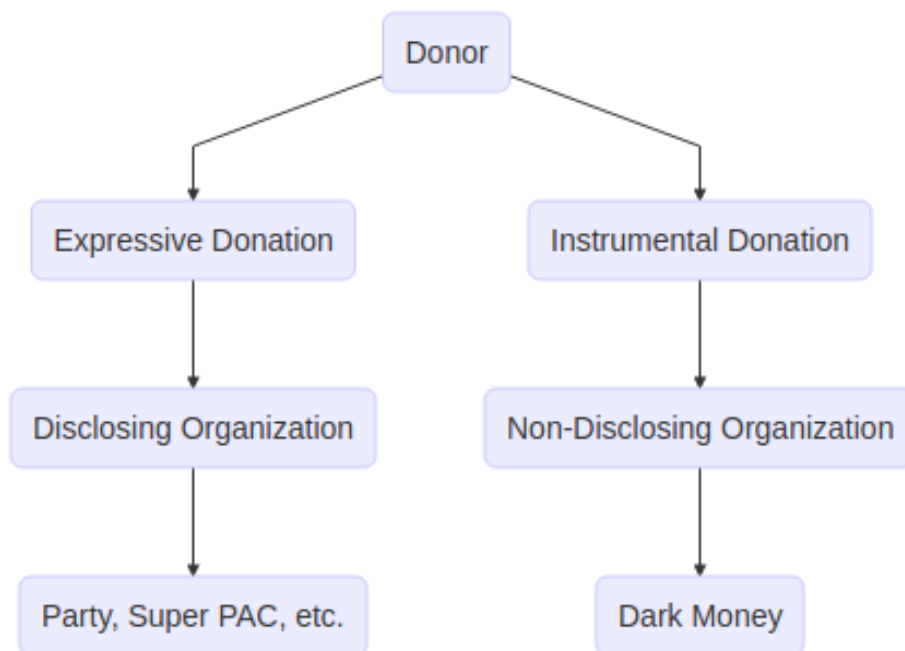 Donor
Expressive Donation
Instrumental Donation
Disclosing Organization
Non-Disclosing Organization
Party, Super PAC, etc.
Dark Money